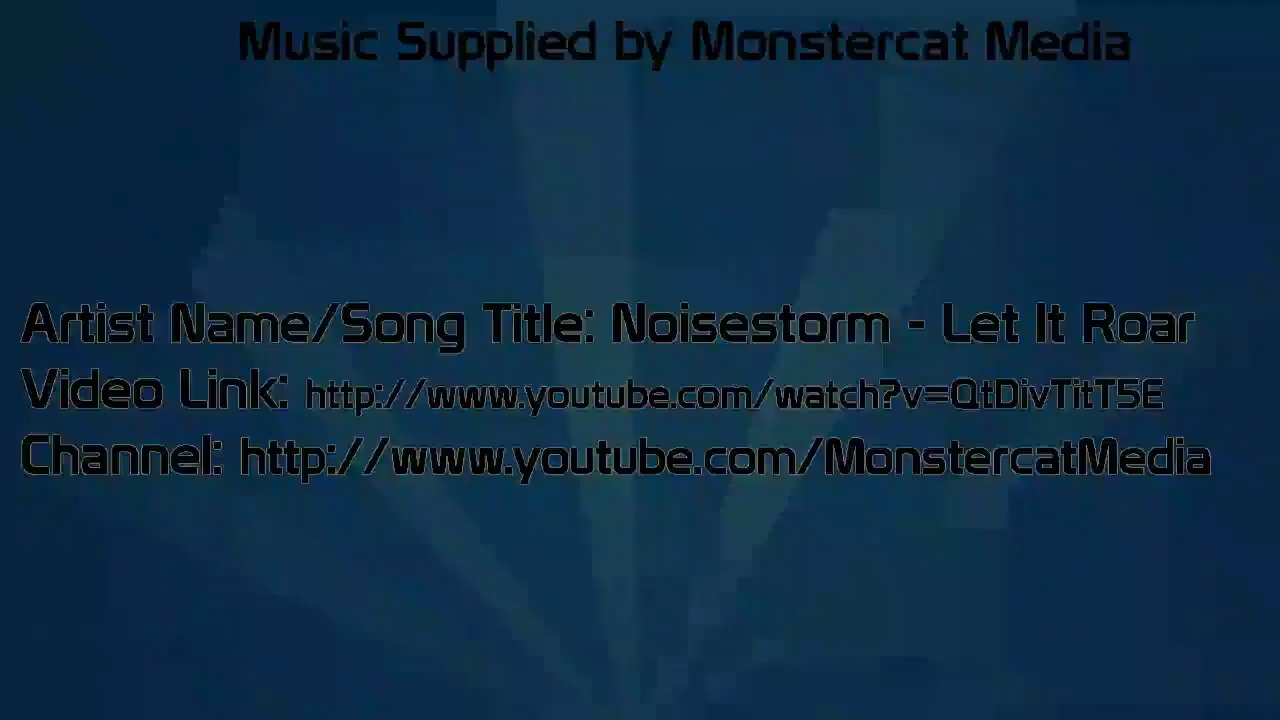 Music Supplied by Monstercat Media
Artist Name/Song Title: Noisestorm - Let It Roar
Video Link: http://www.youtube.com/watch?v=QtDivTitT5E
Channel: http://www.youtube.com/MonstercatMedia